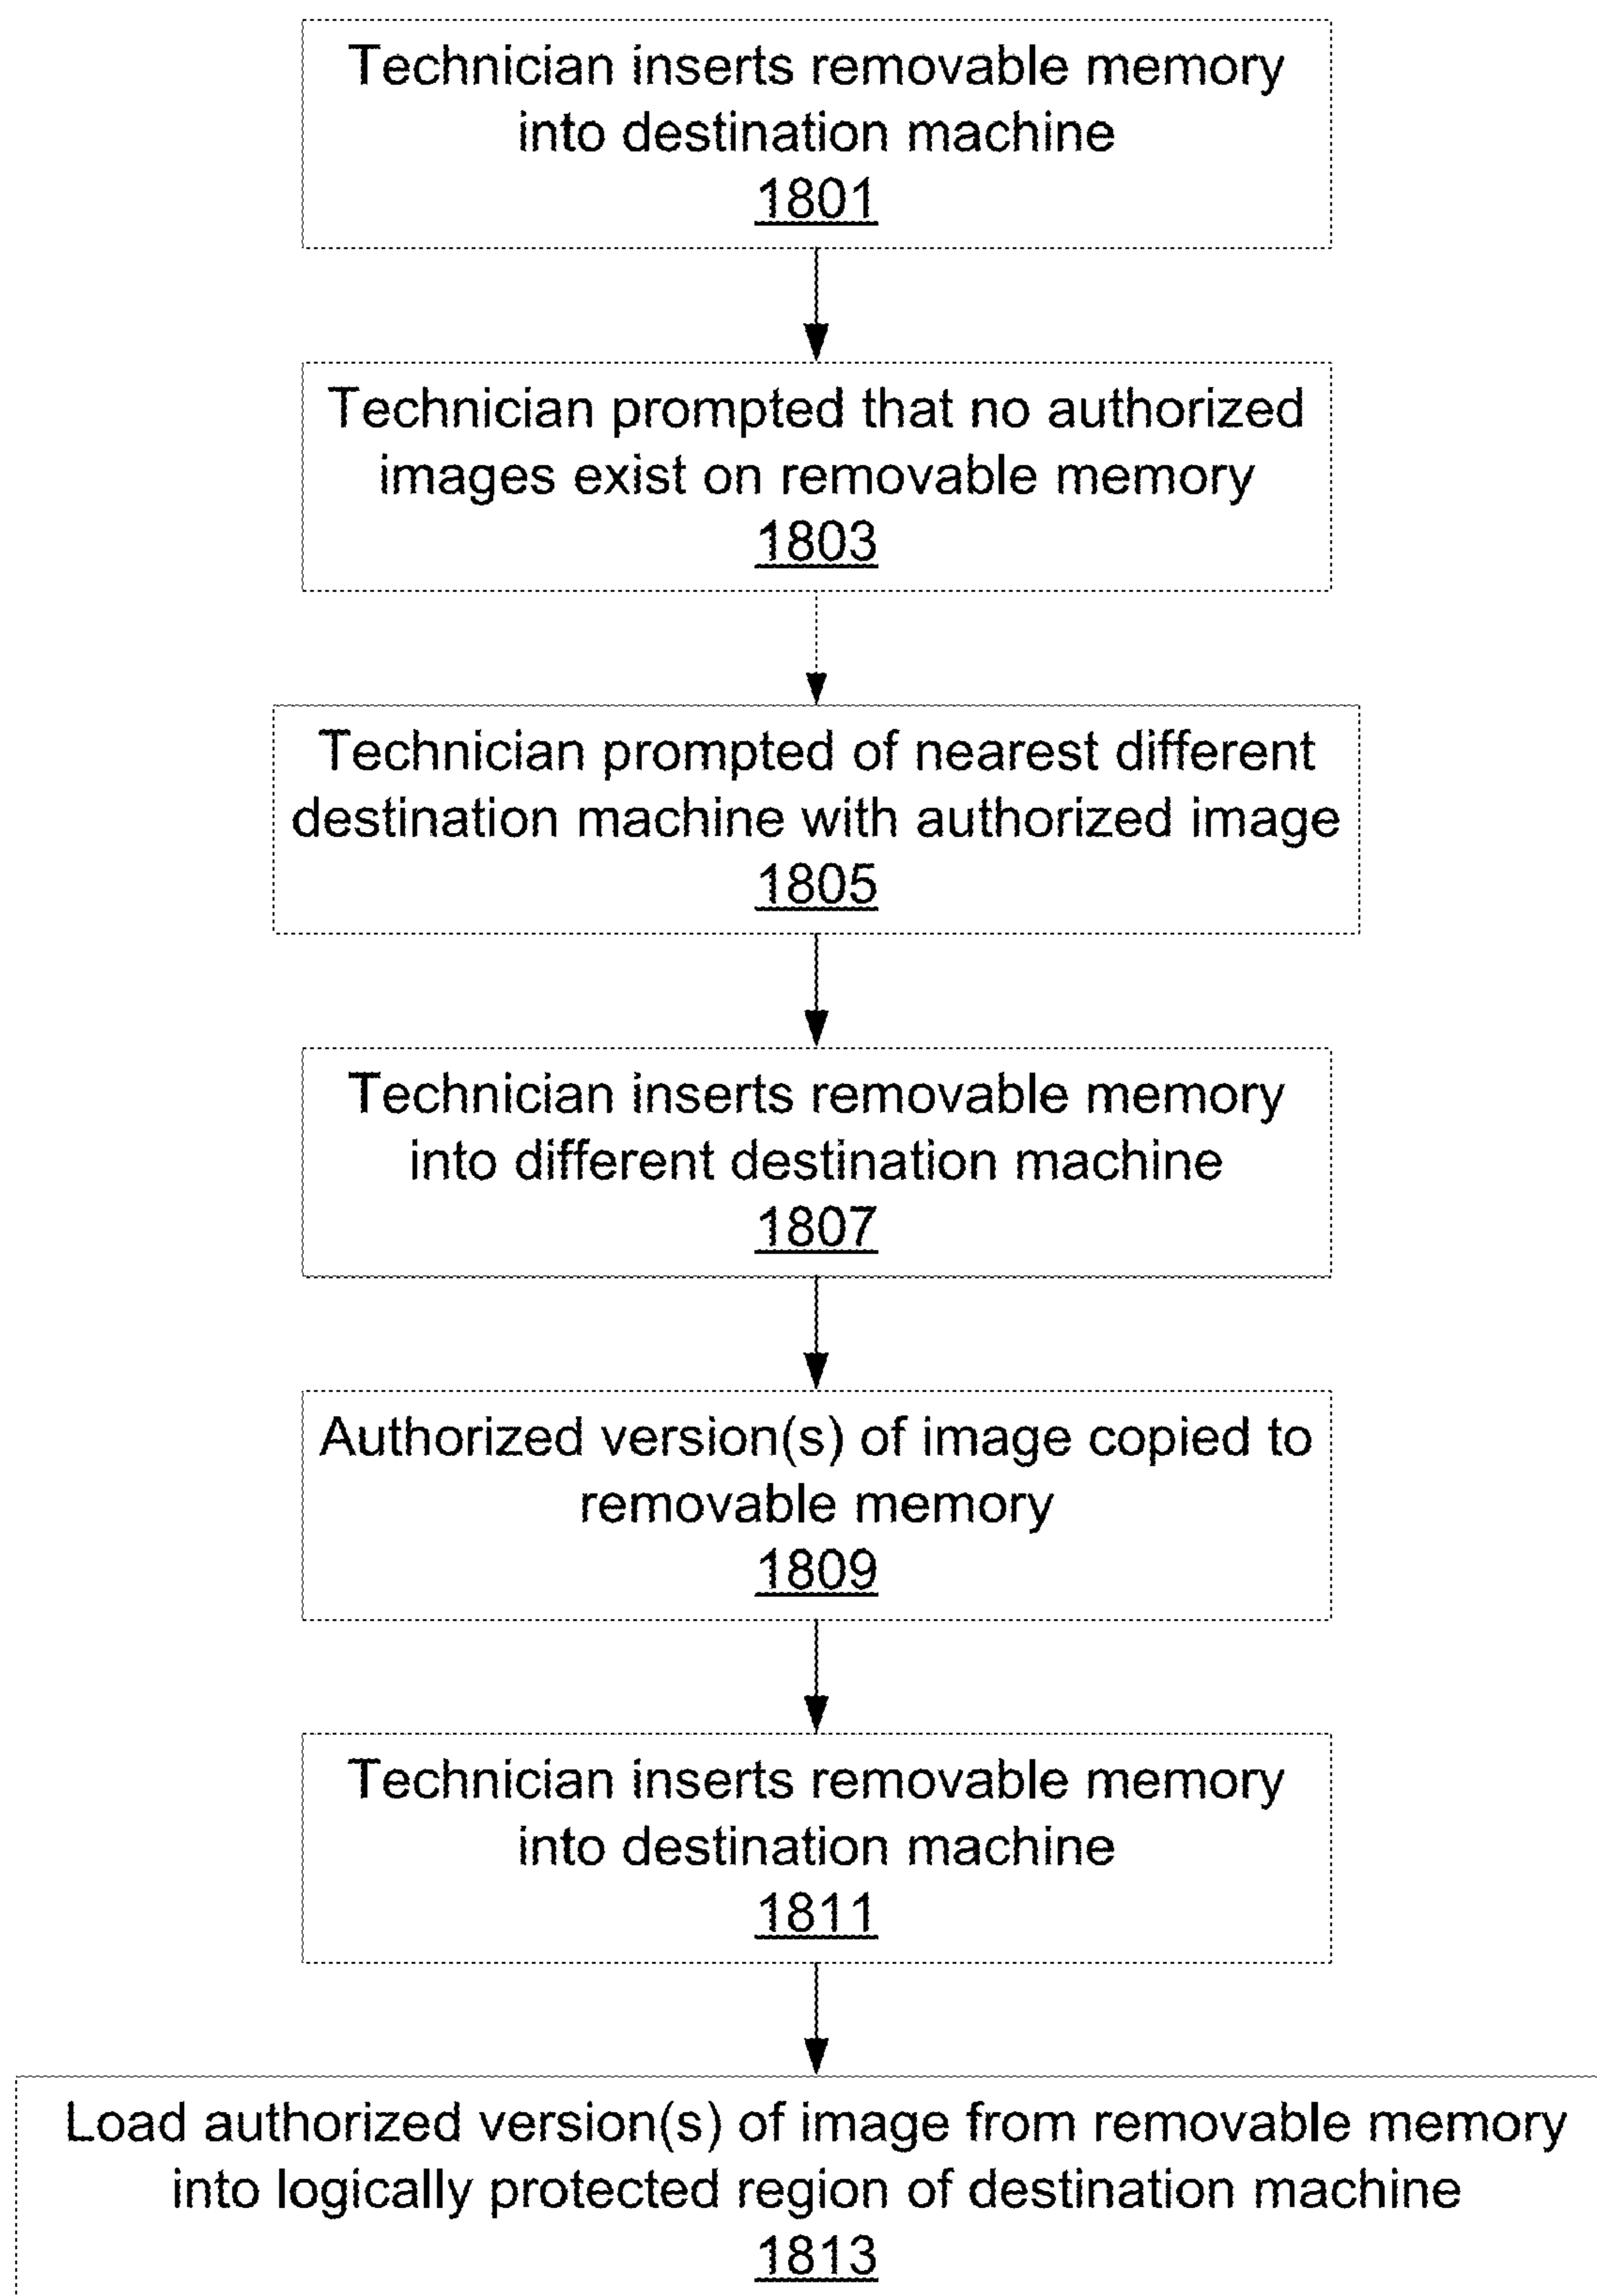 Technician inserts removable memory
into destination machine
1801
Technician prompted that no authorized
images exist on removable memory
1803
Technician prompted of nearest different
destination machine with authorized image
1805
Technician inserts removable memory
into different destination machine
1807
Authorized version(s) of image copied to
removable memory
1809
Technician inserts removable memory
into destination machine
1811
Load authorized version(s) of image from removable memory
into logically protected region of destination machine
1813